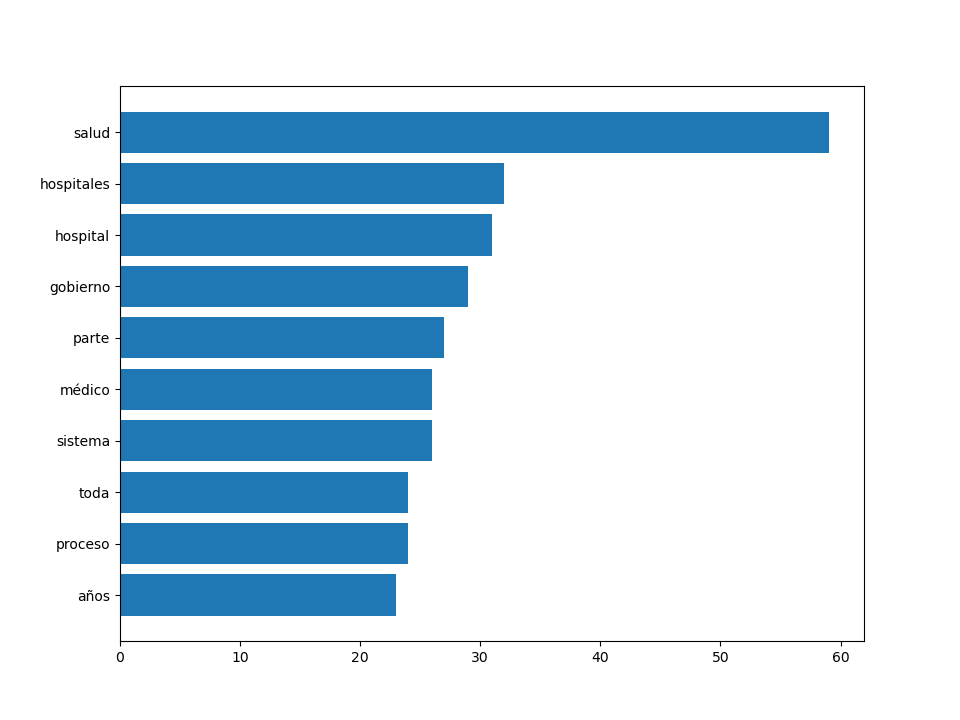 salud
hospitales
hospital
gobierno
parte
médico
sistema
toda
proceso
años
0 10 20 30 40 50 60